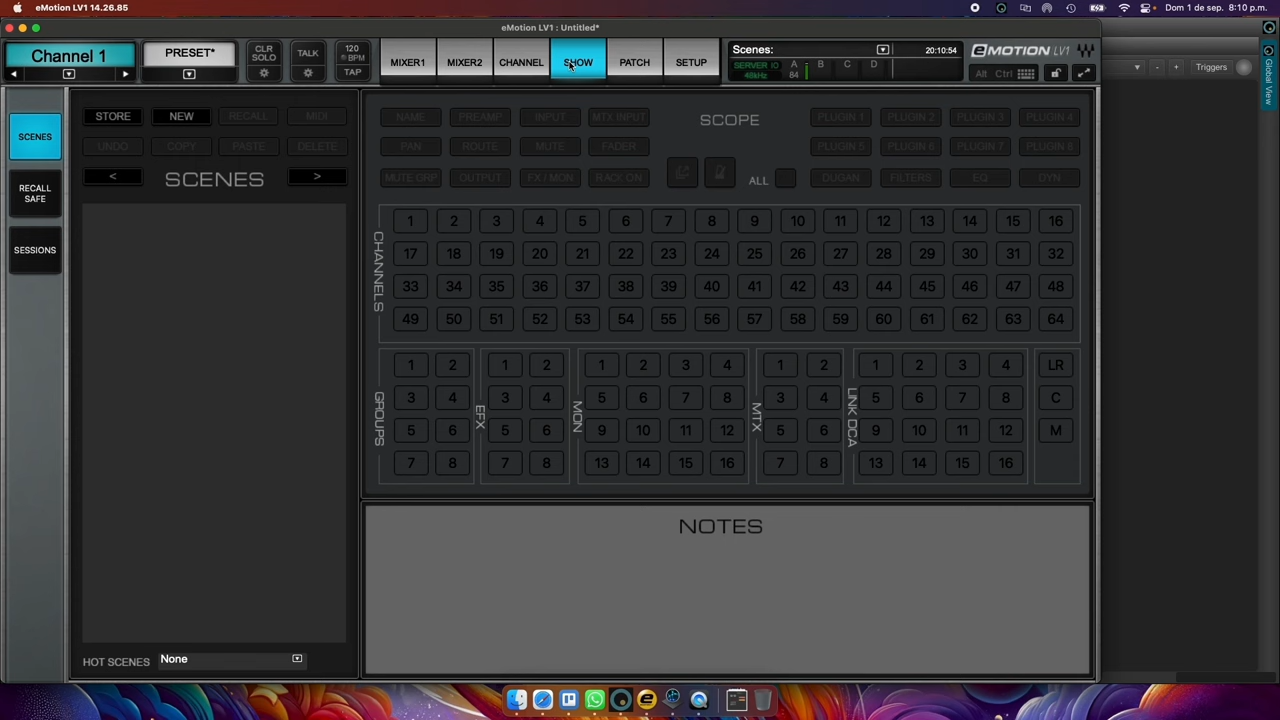 eMotion LV1 14.26.85
Dom 1 de sep. 8:10 p.m.
eMotion LV1 : Untitled*
Channel 1
PRESET*
CLR SOLO
TALK
120 BPM
TAP
MIXER1
MIXER2
CHANNEL
SHOW
PATCH
SETUP
Scenes:
20:10:54
SERVER IO
48kHz
A
84
B
C
D
eMOTION LV1
Alt
Ctrl
-
+
Triggers
Global View
SCENES
RECALL SAFE
SESSIONS
STORE
NEW
RECALL
MIDI
UNDO
COPY
PASTE
DELETE
<
SCENES
>
HOT SCENES
None
NAME
PREAMP
INPUT
MTX INPUT
PAN
ROUTE
MUTE
FADER
MUTE GRP
OUTPUT
FX / MON
RACK ON
SCOPE
ALL
PLUGIN 1
PLUGIN 2
PLUGIN 3
PLUGIN 4
PLUGIN 5
PLUGIN 6
PLUGIN 7
PLUGIN 8
DUGAN
FILTERS
EQ
DYN
CHANNELS
1 2 3 4 5 6 7 8 9 10 11 12 13 14 15 16
17 18 19 20 21 22 23 24 25 26 27 28 29 30 31 32
33 34 35 36 37 38 39 40 41 42 43 44 45 46 47 48
49 50 51 52 53 54 55 56 57 58 59 60 61 62 63 64
GROUPS
1 2
3 4
5 6
7 8
EFX
1 2
3 4
5 6
7 8
MON
1 2 3 4
5 6 7 8
9 10 11 12
13 14 15 16
MTX
1 2
3 4
5 6
7 8
LINK DCA
1 2 3 4
5 6 7 8
9 10 11 12
13 14 15 16
LR
C
M
NOTES